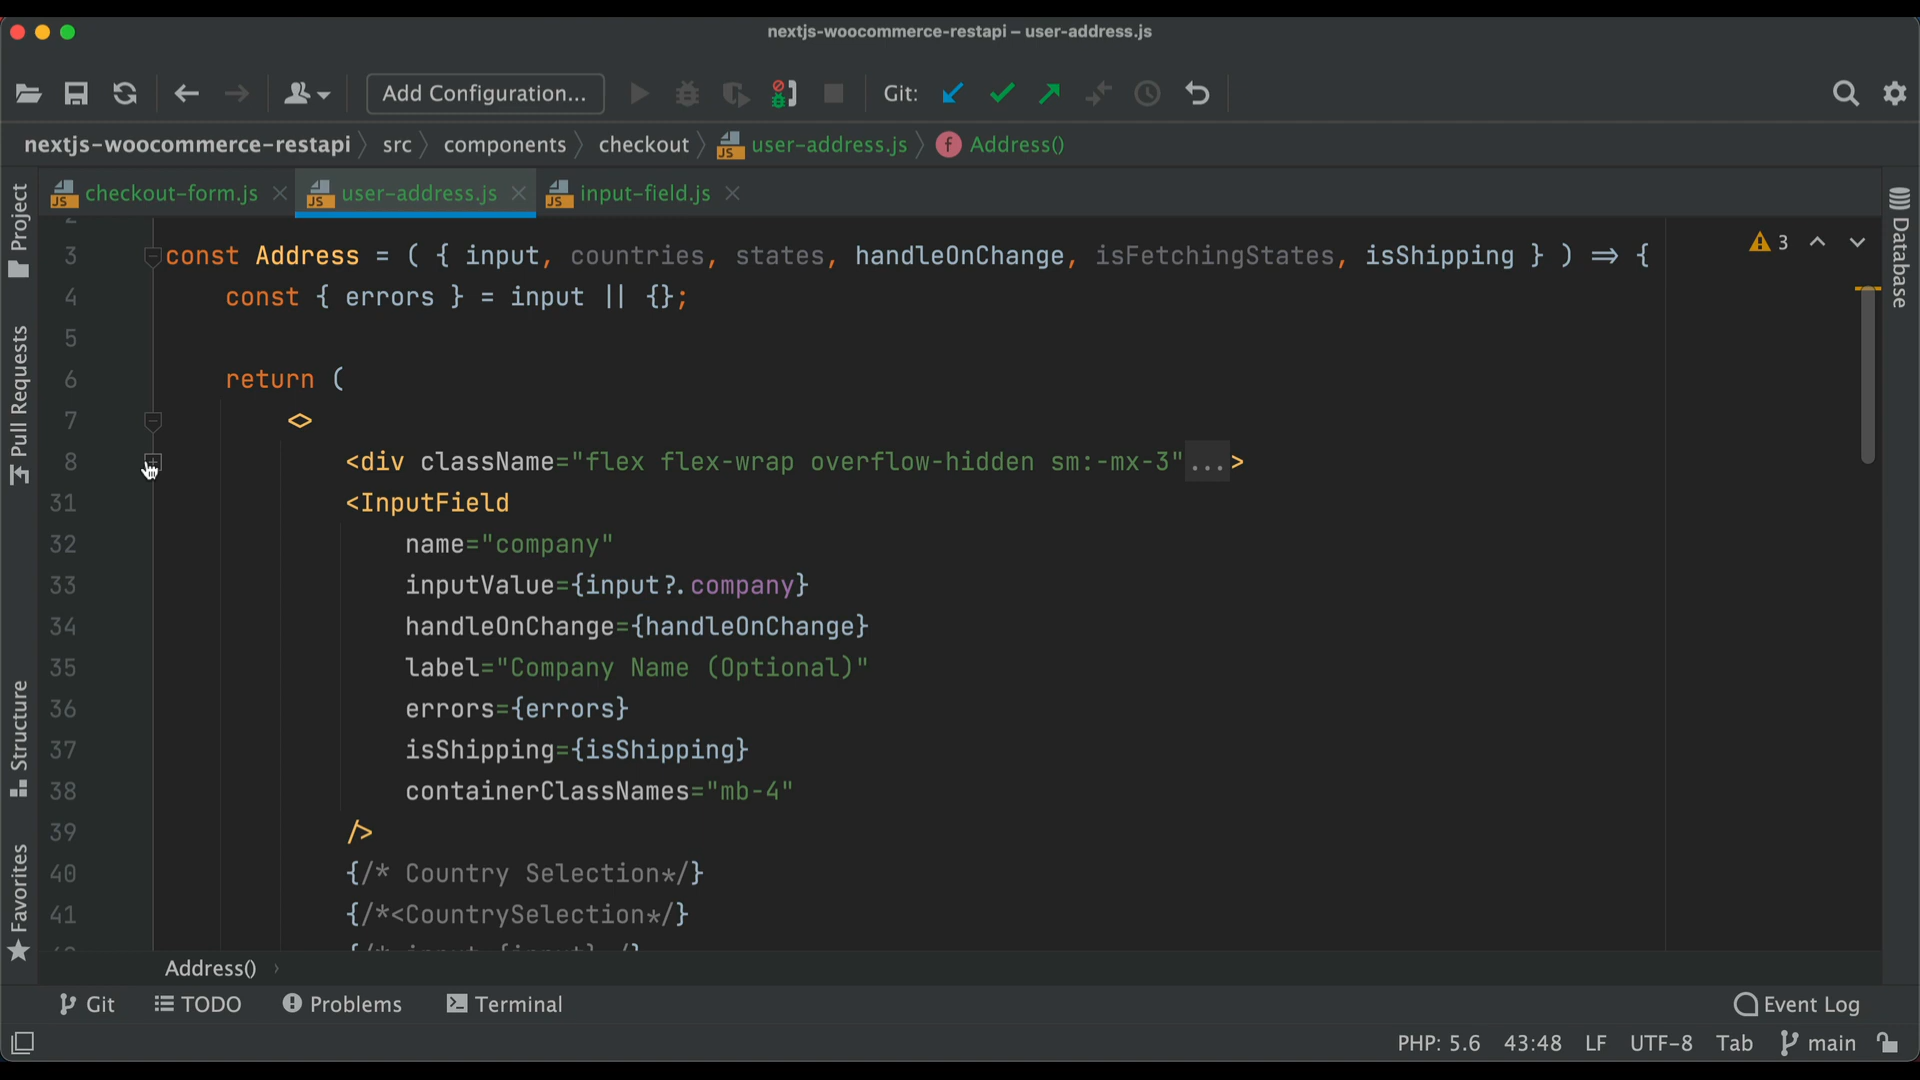 nextjs-woocommerce-restapi – user-address.js
Add Configuration... Git:
nextjs-woocommerce-restapi src components checkout JS user-address.js f Address()
JS checkout-form.js JS user-address.js JS input-field.js
Project
Pull Requests
Structure
Favorites
Database
3 const Address = ( { input, countries, states, handleOnChange, isFetchingStates, isShipping } ) => { 3
4 const { errors } = input || {};
5
6 return (
7 <>
8 <div className="flex flex-wrap overflow-hidden sm:-mx-3"...>
31 <InputField
32 name="company"
33 inputValue={input?.company}
34 handleOnChange={handleOnChange}
35 label="Company Name (Optional)"
36 errors={errors}
37 isShipping={isShipping}
38 containerClassNames="mb-4"
39 />
40 {/* Country Selection*/}
41 {/*<CountrySelection*/}
Address()
Git TODO Problems Terminal Event Log
PHP: 5.6 43:48 LF UTF-8 Tab main